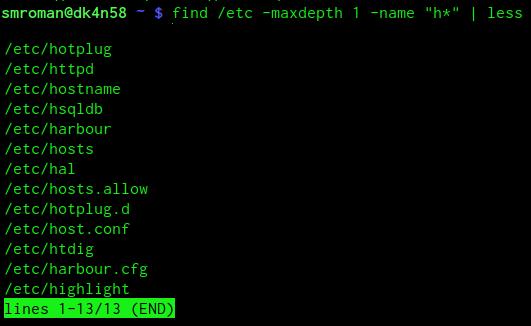 smroman@dk4n58 ~ $ find /etc -maxdepth 1 -name "h*" | less
/etc/hotplug
/etc/httpd
/etc/hostname
/etc/hsqldb
/etc/harbour
/etc/hosts
/etc/hal
/etc/hosts.allow
/etc/hotplug.d
/etc/host.conf
/etc/htdig
/etc/harbour.cfg
/etc/highlight
lines 1-13/13 (END)